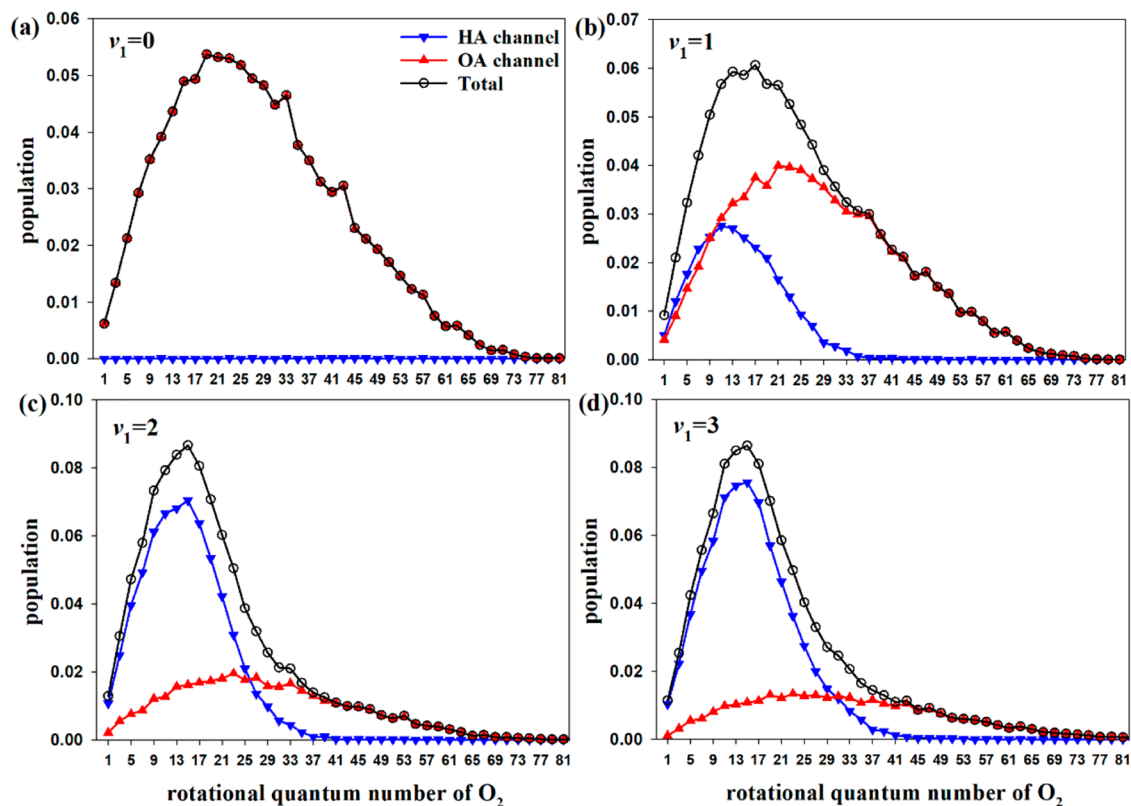 (a)
v1=0
HA channel
OA channel
Total
population
0.06
0.05
0.04
0.03
0.02
0.01
0.00
1 5 9 13 17 21 25 29 33 37 41 45 49 53 57 61 65 69 73 77 81
(b)
v1=1
population
0.07
0.06
0.05
0.04
0.03
0.02
0.01
0.00
1 5 9 13 17 21 25 29 33 37 41 45 49 53 57 61 65 69 73 77 81
(c)
v1=2
population
0.10
0.08
0.06
0.04
0.02
0.00
1 5 9 13 17 21 25 29 33 37 41 45 49 53 57 61 65 69 73 77 81
rotational quantum number of O2
(d)
v1=3
population
0.10
0.08
0.06
0.04
0.02
0.00
1 5 9 13 17 21 25 29 33 37 41 45 49 53 57 61 65 69 73 77 81
rotational quantum number of O2